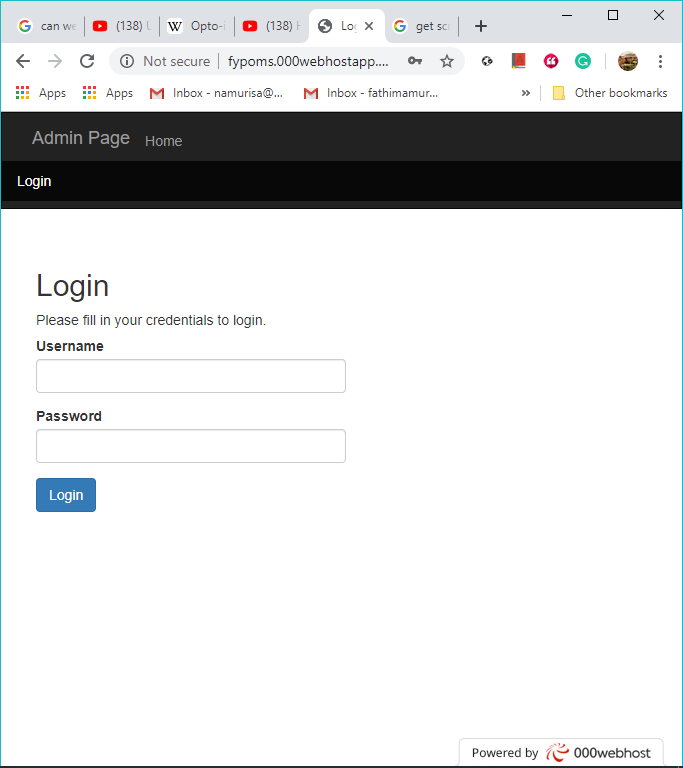 can we
(138) U
Opto-i
(138) H
Log
get scr
Not secure
fypoms.000webhostapp....
Apps
Apps
Inbox - namurisa@...
Inbox - fathimamur...
»
Other bookmarks
Admin Page
Home
Login
Login
Please fill in your credentials to login.
Username
Password
Login
Powered by 000webhost